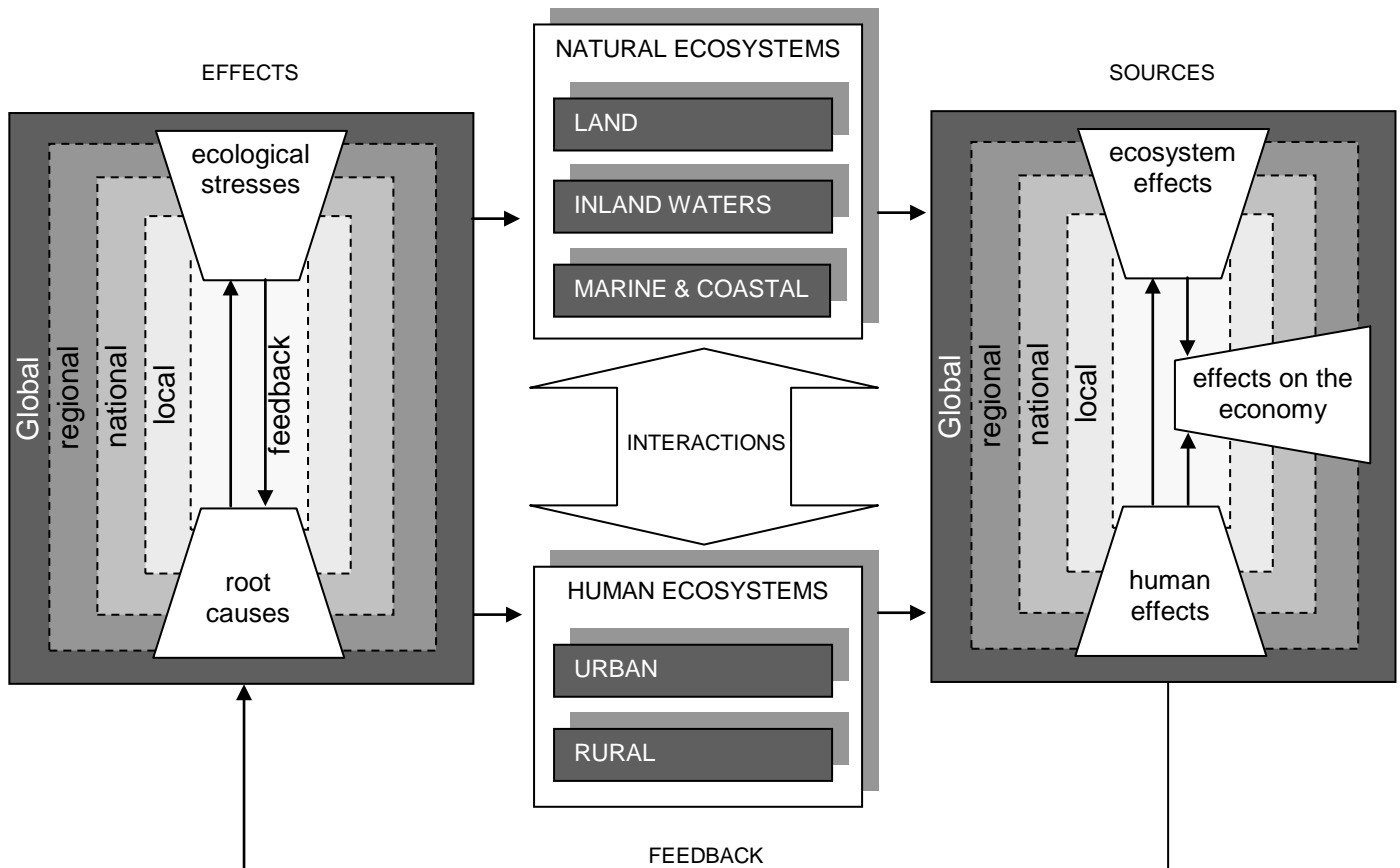 EFFECTS
NATURAL ECOSYSTEMS
SOURCES
LAND
INLAND WATERS
MARINE & COASTAL
ecological
stresses
Global
regional
national
local
feedback
root
causes
INTERACTIONS
ecosystem
effects
Global
regional
national
local
effects on the
economy
human
effects
HUMAN ECOSYSTEMS
URBAN
RURAL
FEEDBACK